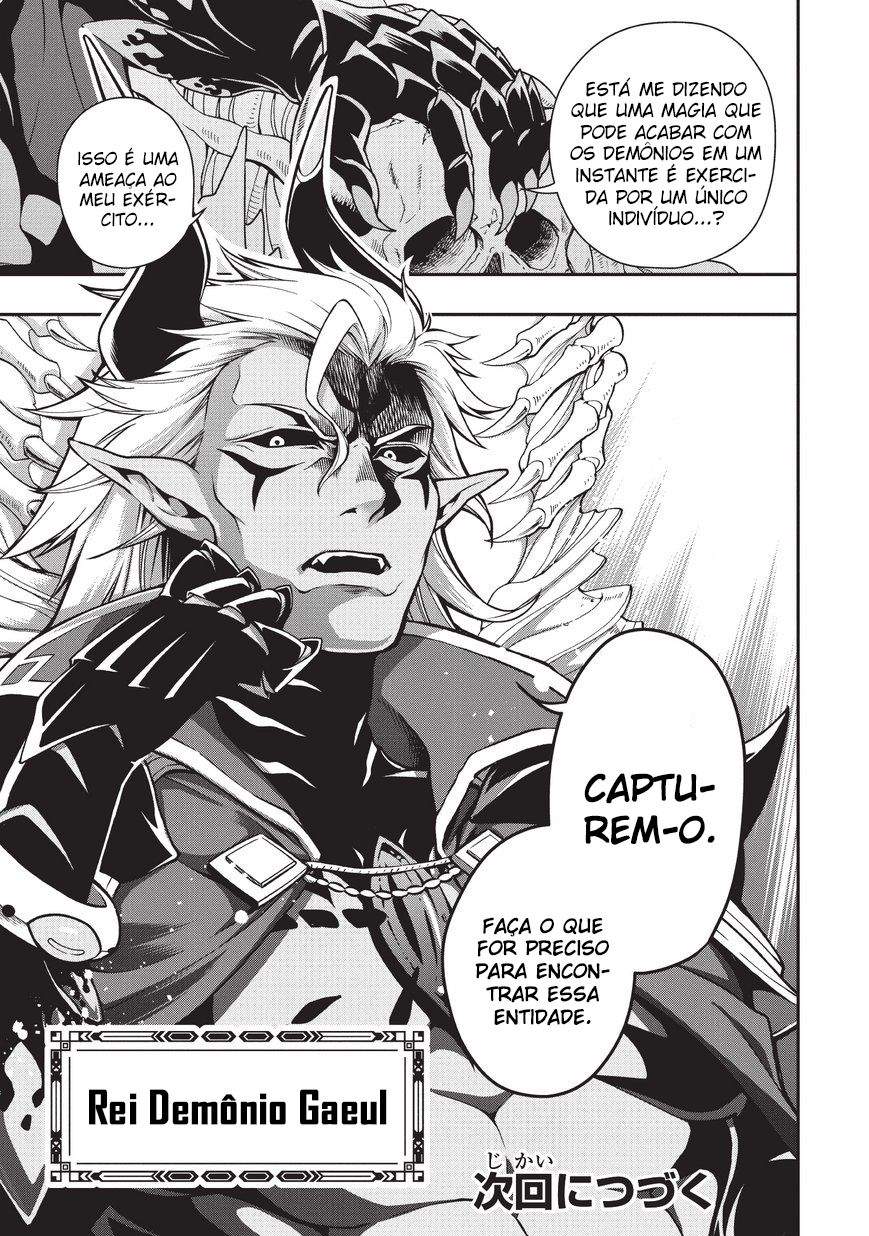 ESTÁ ME DIZENDO
QUE UMA MAGIA QUE
PODE ACABAR COM
OS DEMÔNIOS EM UM
INSTANTE É EXERCI-
DA POR UM ÚNICO
INDIVÍDUO...?
ISSO É UMA
AMEAÇA AO
MEU EXÉR-
CITO...
CAPTU-
REM-O.
FAÇA O QUE
FOR PRECISO
PARA ENCON-
TRAR ESSA
ENTIDADE.
Rei Demônio Gaeul
じかい
次回につづく